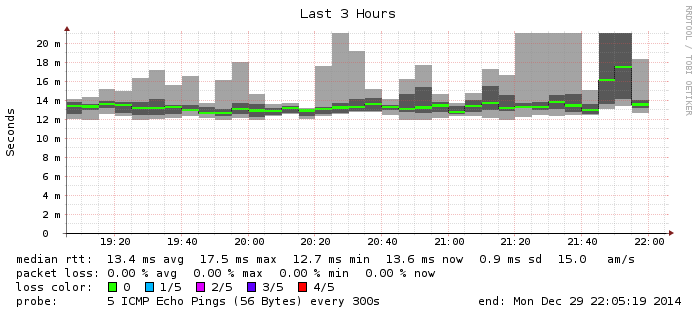 Last 3 Hours
RRDTOOL / TOBI OETIKER
Seconds
20 m
18 m
16 m
14 m
12 m
10 m
8 m
6 m
4 m
2 m
0
19:20 19:40 20:00 20:20 20:40 21:00 21:20 21:40 22:00
median rtt: 13.4 ms avg 17.5 ms max 12.7 ms min 13.6 ms now 0.9 ms sd 15.0 am/s
packet loss: 0.00 % avg 0.00 % max 0.00 % min 0.00 % now
loss color: 0 1/5 2/5 3/5 4/5
probe: 5 ICMP Echo Pings (56 Bytes) every 300s end: Mon Dec 29 22:05:19 2014